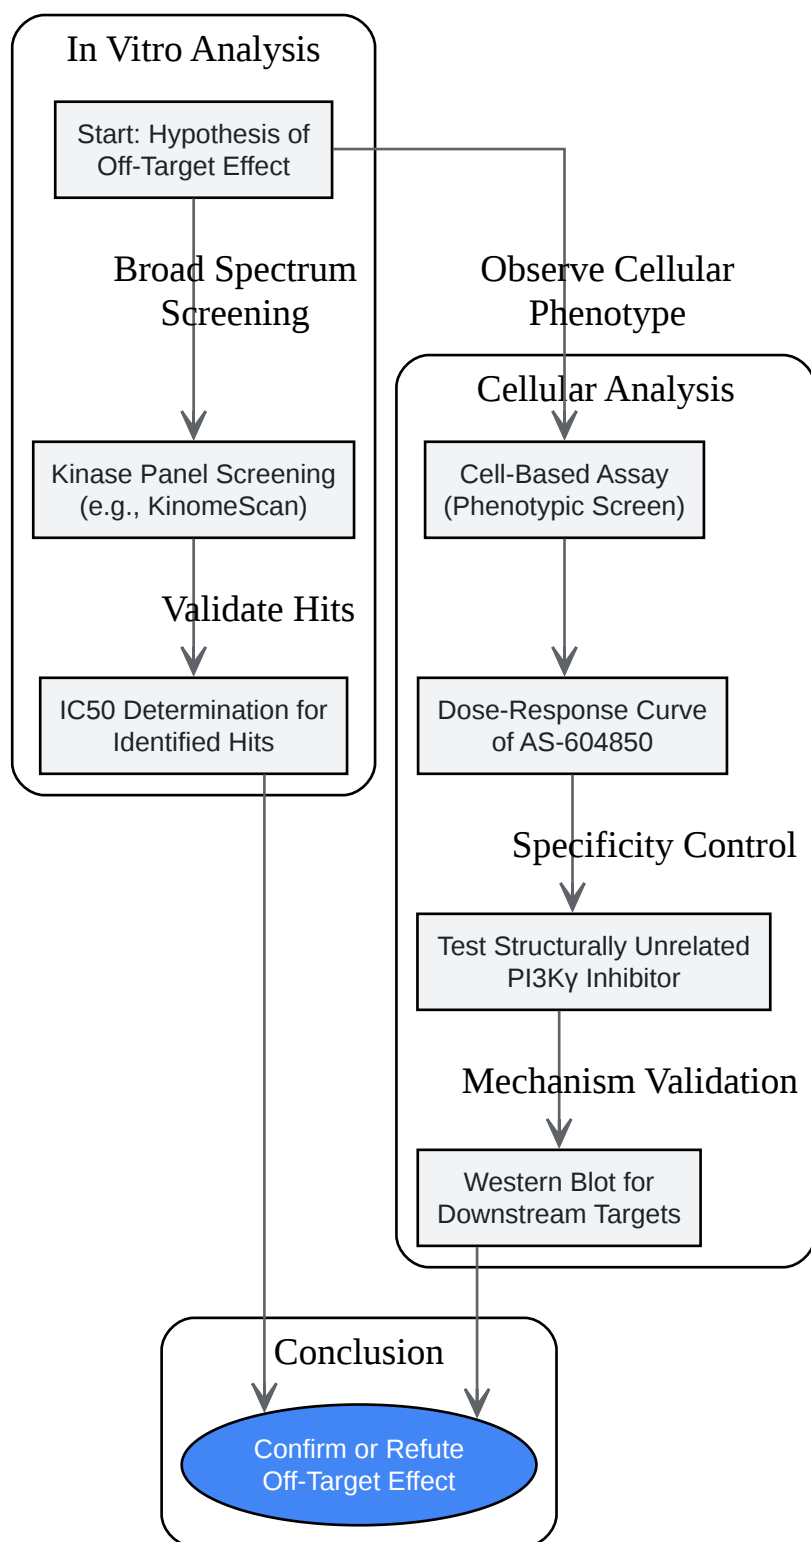 In Vitro Analysis
Start: Hypothesis of
Off-Target Effect
Broad Spectrum
Screening
Observe Cellular
Phenotype
Cellular Analysis
Kinase Panel Screening
(e.g., KinomeScan)
Cell-Based Assay
(Phenotypic Screen)
Validate Hits
IC50 Determination for
Identified Hits
Dose-Response Curve
of AS-604850
Specificity Control
Test Structurally Unrelated
PI3Kγ Inhibitor
Mechanism Validation
Western Blot for
Downstream Targets
Conclusion
Confirm or Refute
Off-Target Effect